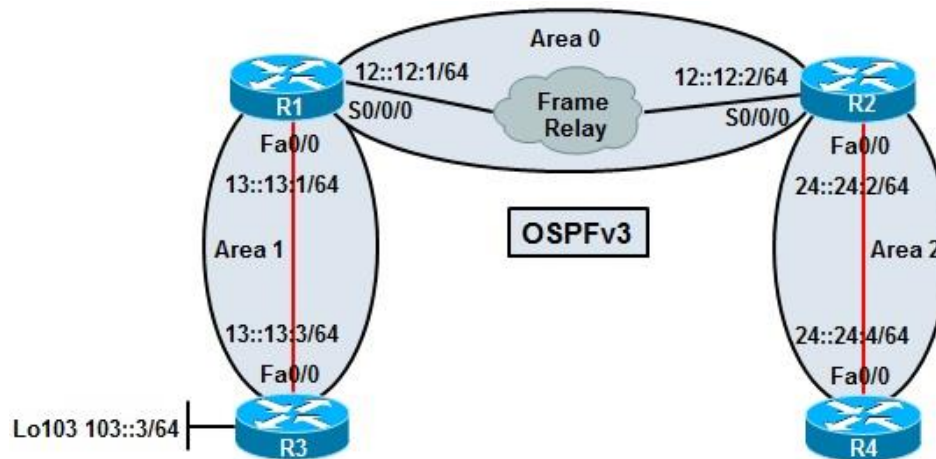 Area 0
12::12:1/64
12::12:2/64
Frame
Relay
R1
R2
S0/0/0
S0/0/0
Fa0/0
Fa0/0
13::13:1/64
24::24:2/64
OSPFv3
Area 1
Area 2
13::13:3/64
24::24:4/64
Fa0/0
Fa0/0
Lo103 103::3/64
R3
R4